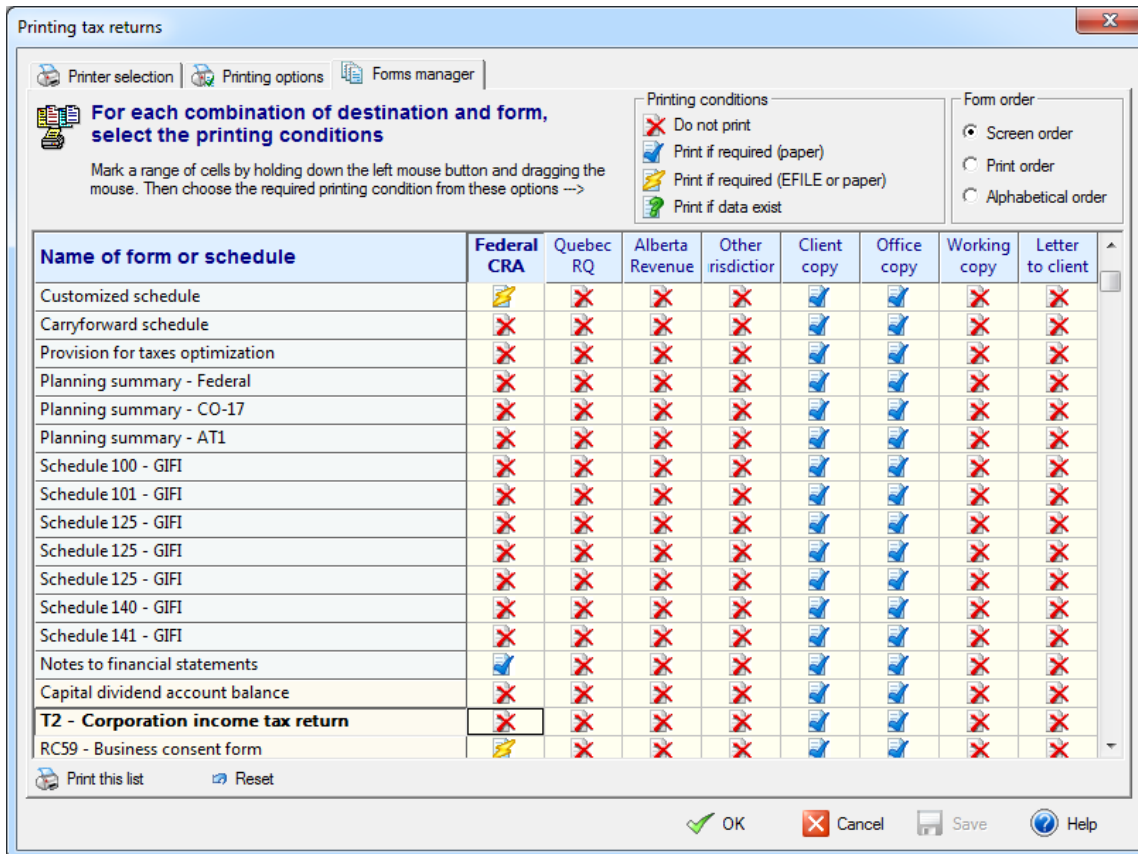 Printing tax returns
Printer selection
Printing options
Forms manager
For each combination of destination and form,
select the printing conditions
Mark a range of cells by holding down the left mouse button and dragging the
mouse. Then choose the required printing condition from these options --->
Printing conditions
Do not print
Print if required (paper)
Print if required (EFILE or paper)
Print if data exist
Form order
Screen order
Print order
Alphabetical order
Name of form or schedule
Federal
CRA
Quebec
RQ
Alberta
Revenue
Other
risdiction
Client
copy
Office
copy
Working
copy
Letter
to client
Customized schedule
Carryforward schedule
Provision for taxes optimization
Planning summary - Federal
Planning summary - CO-17
Planning summary - AT1
Schedule 100 - GIFI
Schedule 101 - GIFI
Schedule 125 - GIFI
Schedule 125 - GIFI
Schedule 125 - GIFI
Schedule 140 - GIFI
Schedule 141 - GIFI
Notes to financial statements
Capital dividend account balance
T2 - Corporation income tax return
RC59 - Business consent form
Print this list
Reset
OK
Cancel
Save
Help